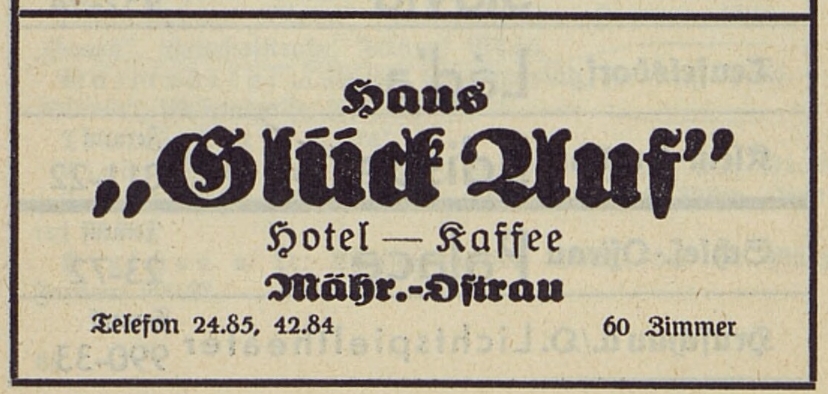 Haus
„Glück Auf”
Hotel — Kaffee
Mähr.-Ostrau
Telefon 24.85, 42.84 60 Zimmer